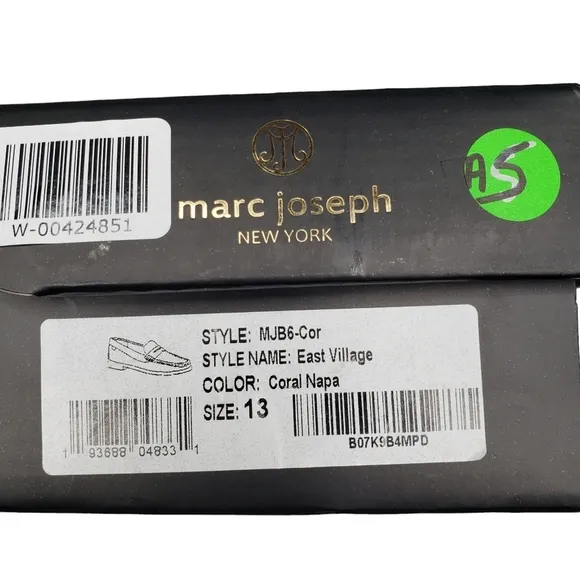 W-00424851
marc joseph
NEW YORK
AS
STYLE: MJB6-Cor
STYLE NAME: East Village
COLOR: Coral Napa
SIZE: 13
1 93688 04833 1
B07K9B4MPD